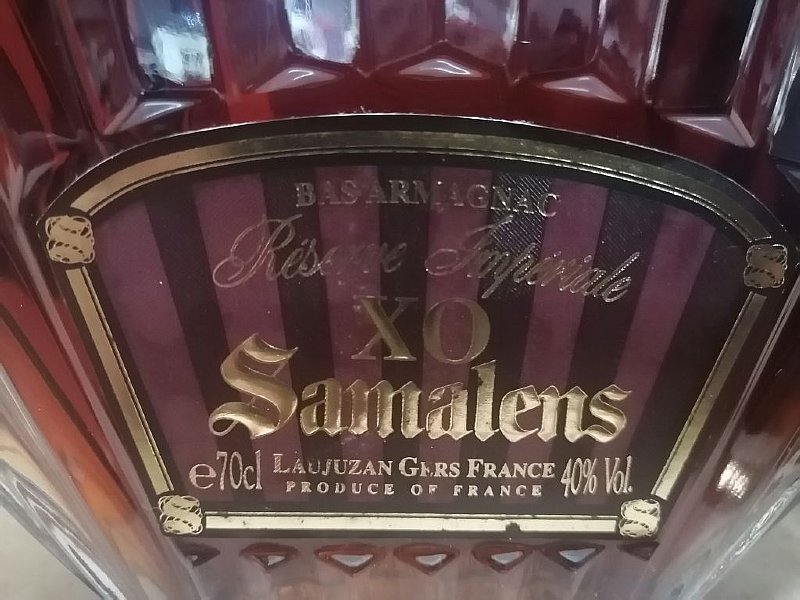 BAS ARMAGNAC
Réserve Impériale
XO
Samalens
e70cl LAUJUZAN GERS FRANCE 40% Vol.
PRODUCE OF FRANCE